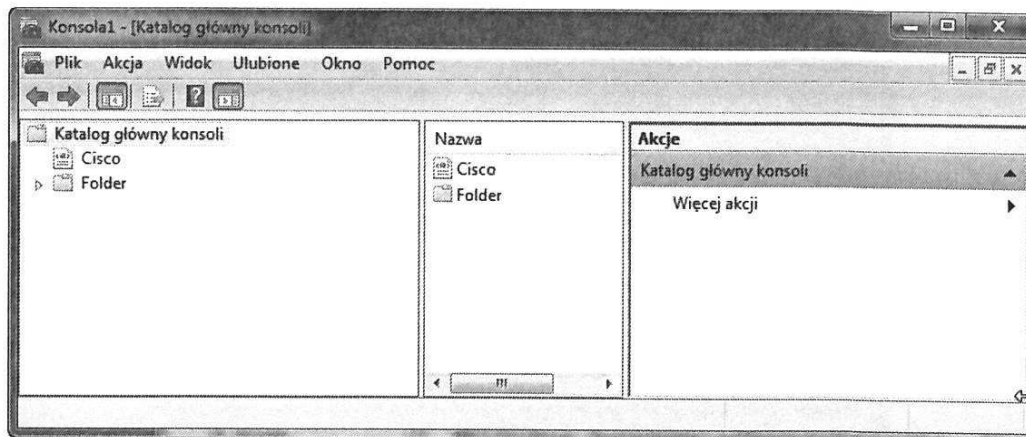 Konsola1 - [Katalog główny konsoli]
Plik Akcja Widok Ulubione Okno Pomoc
Katalog główny konsoli
Cisco
Folder
Nazwa
Cisco
Folder
Akcje
Katalog główny konsoli
Więcej akcji